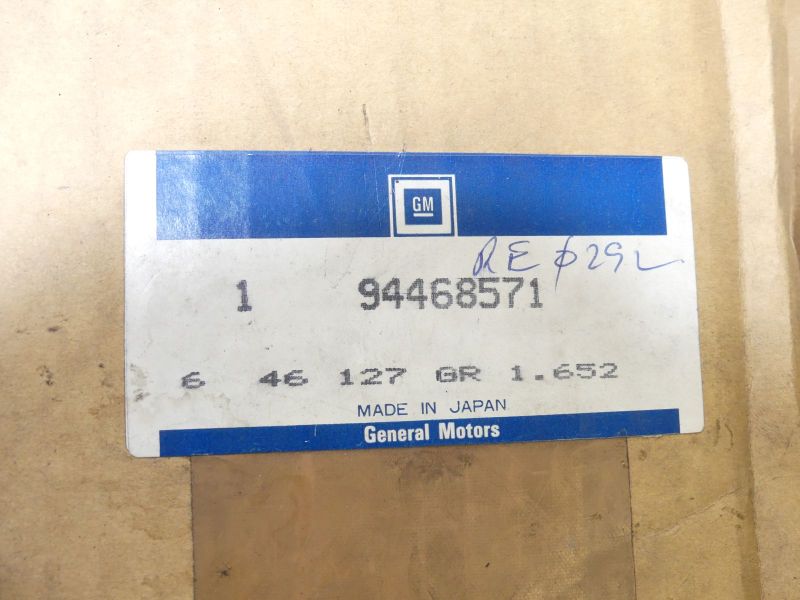 GM
RE Ø29L
1 94468571
6 46 127 GR 1.652
MADE IN JAPAN
General Motors